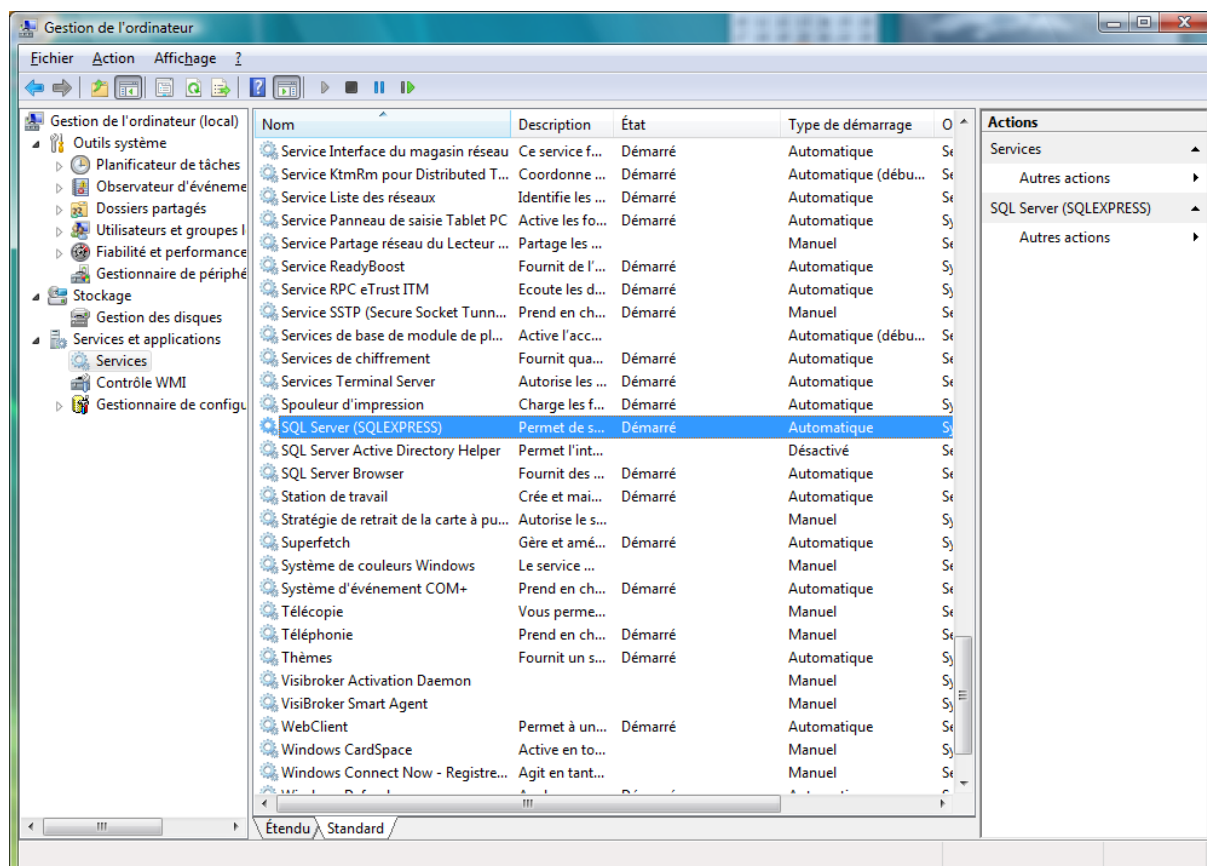 Gestion de l'ordinateur
Fichier Action Affichage ?
Gestion de l'ordinateur (local)
Outils système
Planificateur de tâches
Observateur d'événeme
Dossiers partagés
Utilisateurs et groupes l
Fiabilité et performance
Gestionnaire de périphé
Stockage
Gestion des disques
Services et applications
Services
Contrôle WMI
Gestionnaire de configu
Nom Description État Type de démarrage O
Service Interface du magasin réseau Ce service f... Démarré Automatique Se
Service KtmRm pour Distributed T... Coordonne ... Démarré Automatique (débu... Se
Service Liste des réseaux Identifie les ... Démarré Automatique Se
Service Panneau de saisie Tablet PC Active les fo... Démarré Automatique Sy
Service Partage réseau du Lecteur ... Partage les ... Manuel Se
Service ReadyBoost Fournit de l'... Démarré Automatique Sy
Service RPC eTrust ITM Ecoute les d... Démarré Automatique Sy
Service SSTP (Secure Socket Tunn... Prend en ch... Démarré Manuel Se
Services de base de module de pl... Active l'acc... Automatique (débu... Se
Services de chiffrement Fournit qua... Démarré Automatique Se
Services Terminal Server Autorise les ... Démarré Automatique Se
Spouleur d'impression Charge les f... Démarré Automatique Sy
SQL Server (SQLEXPRESS) Permet de s... Démarré Automatique Sy
SQL Server Active Directory Helper Permet l'int... Désactivé Se
SQL Server Browser Fournit des ... Démarré Automatique Se
Station de travail Crée et mai... Démarré Automatique Se
Stratégie de retrait de la carte à pu... Autorise le s... Manuel Sy
Superfetch Gère et amé... Démarré Automatique Sy
Système de couleurs Windows Le service ... Manuel Se
Système d'événement COM+ Prend en ch... Démarré Automatique Se
Télécopie Vous perme... Manuel Se
Téléphonie Prend en ch... Démarré Manuel Se
Thèmes Fournit un s... Démarré Automatique Sy
Visibroker Activation Daemon Manuel Sy
VisiBroker Smart Agent Manuel Sy
WebClient Permet à un... Démarré Automatique Se
Windows CardSpace Active en to... Manuel Sy
Windows Connect Now - Registre... Agit en tant... Manuel Se
Étendu Standard
Actions
Services
Autres actions
SQL Server (SQLEXPRESS)
Autres actions